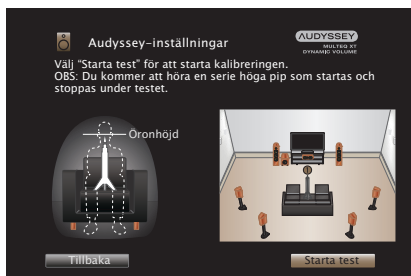 Audyssey-inställningar
AUDYSSEY
MULTEQ XT
DYNAMIC VOLUME
Välj "Starta test" för att starta kalibreringen.
OBS: Du kommer att höra en serie höga pip som startas och
stoppas under testet.
Öronhöjd
Tillbaka
Starta test